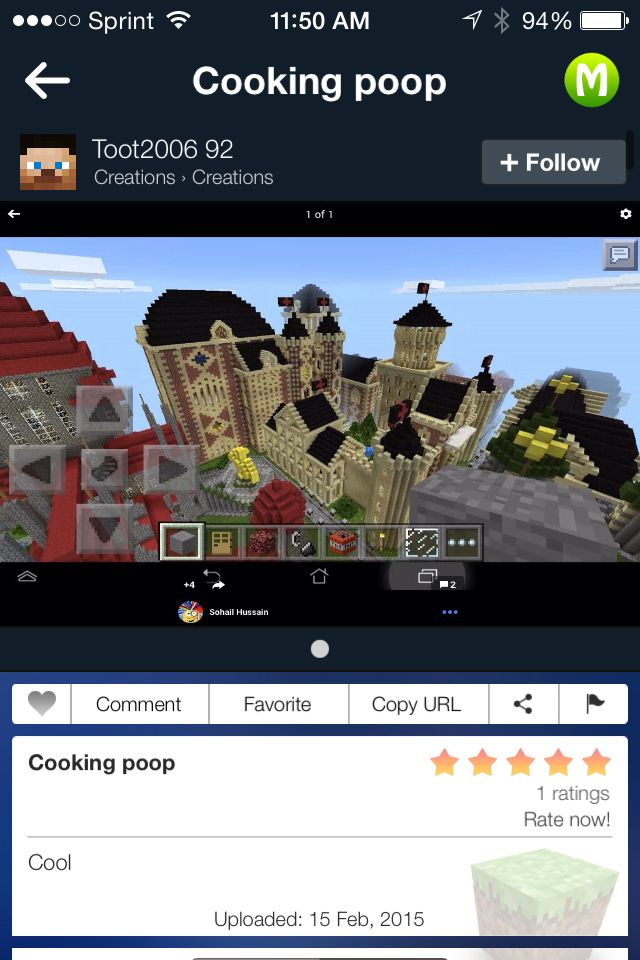 Sprint 11:50 AM 94%
Cooking poop M
Toot2006 92
Creations › Creations
+ Follow
1 of 1
TNT
+4 2
Sohail Hussain
Comment Favorite Copy URL
Cooking poop
1 ratings
Rate now!
Cool
Uploaded: 15 Feb, 2015